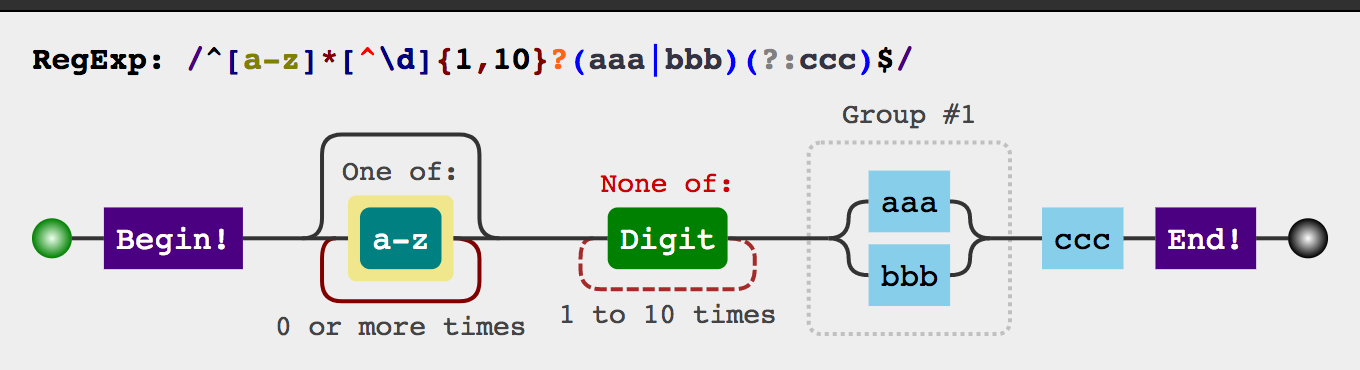 RegExp: /^[a-z]*[^\d]{1,10}?(aaa|bbb)(?:ccc)$/
Group #1
One of:
None of:
aaa
Begin!
a-z
Digit
ccc
End!
bbb
0 or more times
1 to 10 times